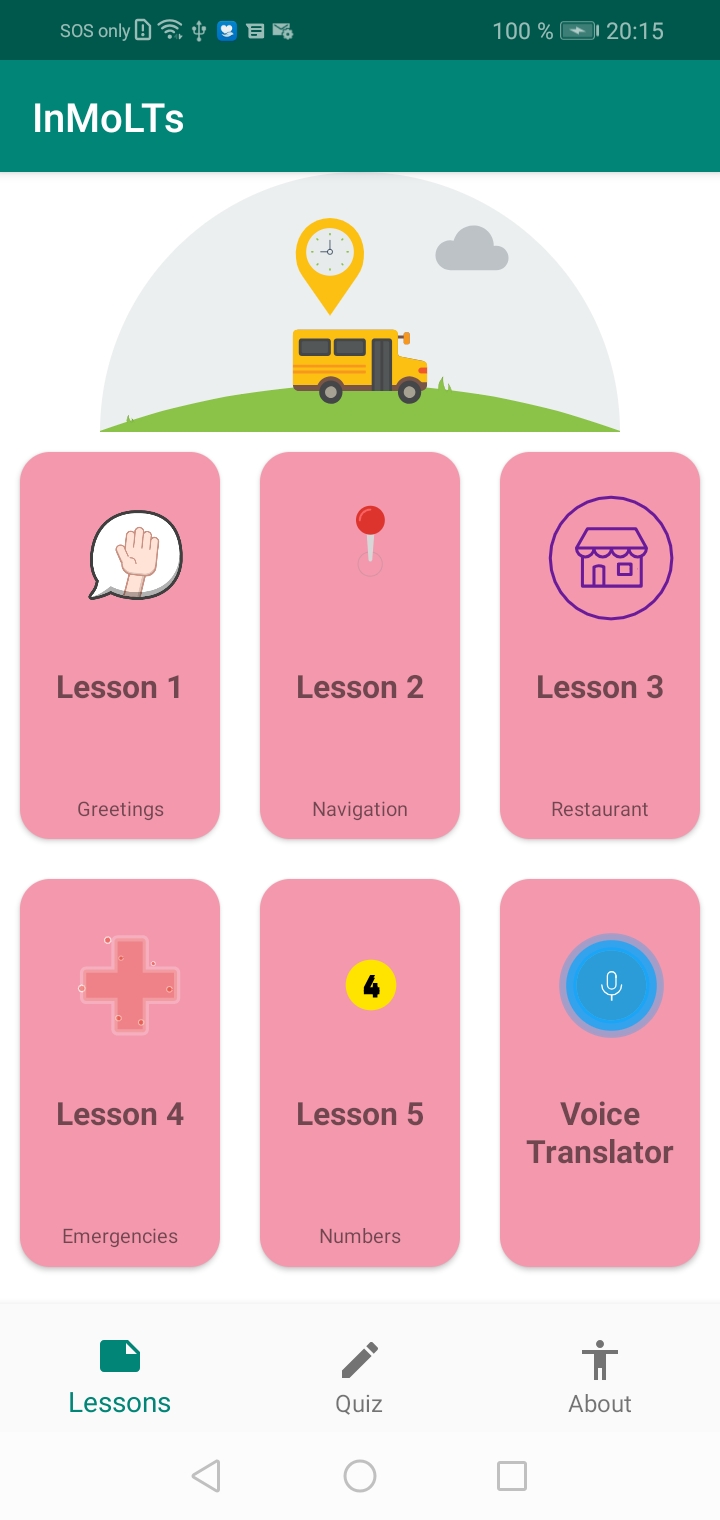 SOS only
100 % 20:15
InMoLTs
Lesson 1
Lesson 2
Lesson 3
Greetings
Navigation
Restaurant
4
Lesson 4
Lesson 5
Voice
Translator
Emergencies
Numbers
Lessons
Quiz
About